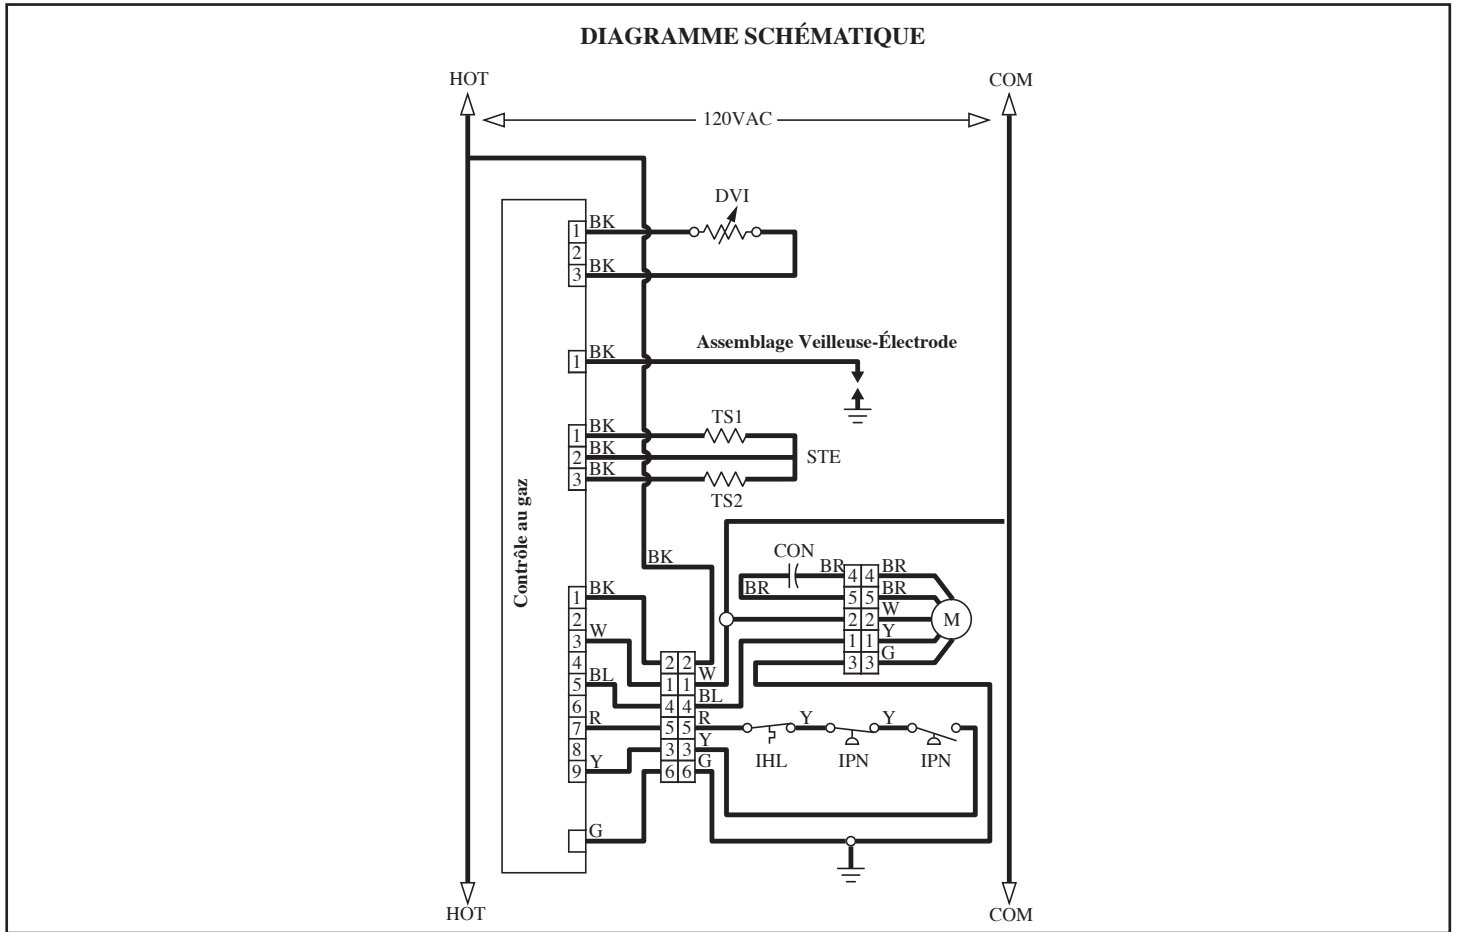 DIAGRAMME SCHÉMATIQUE
HOT
COM
120VAC
DVI
1 BK
2
3 BK
Assemblage Veilleuse-Électrode
1 BK
TS1
1 BK
2 BK
STE
3 BK
TS2
Contrôle au gaz
BK
CON
BR 4 4 BR
BR 5 5 BR
2 2 W
M
1 1 Y
3 3 G
1 BK
2
3 W
4
5 BL
6
7 R
8
9 Y
G
2 2
1 1 W
4 4 BL
5 5 R
Y
Y
3 3 Y
6 6 G
IHL
IPN
IPN
HOT
COM